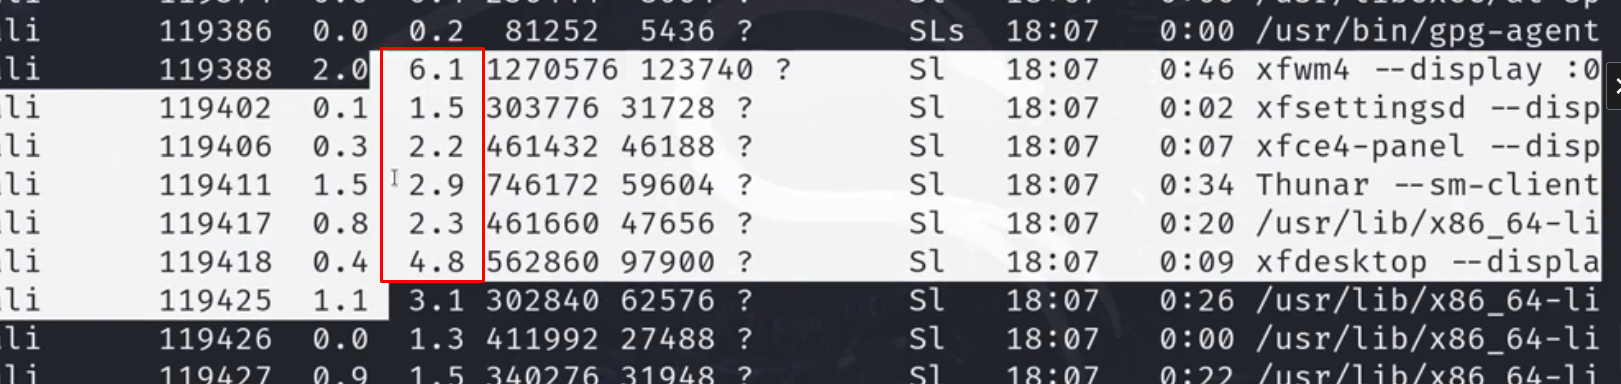 119386 0.0 0.2 81252 5436 ? SLs 18:07 0:00 /usr/bin/gpg-agent
li 119388 2.0 6.1 1270576 123740 ? Sl 18:07 0:46 xfwm4 --display :0
li 119402 0.1 1.5 303776 31728 ? Sl 18:07 0:02 xfsettingsd --disp
li 119406 0.3 2.2 461432 46188 ? Sl 18:07 0:07 xfce4-panel --disp
li 119411 1.5 2.9 746172 59604 ? Sl 18:07 0:34 Thunar --sm-client
li 119417 0.8 2.3 461660 47656 ? Sl 18:07 0:20 /usr/lib/x86_64-li
li 119418 0.4 4.8 562860 97900 ? Sl 18:07 0:09 xfdesktop --displa
li 119425 1.1 3.1 302840 62576 ? Sl 18:07 0:26 /usr/lib/x86_64-li
li 119426 0.0 1.3 411992 27488 ? Sl 18:07 0:00 /usr/lib/x86_64-li
li 119427 0.9 1.5 340276 31948 ? Sl 18:07 0:22 /usr/lib/x86_64-li